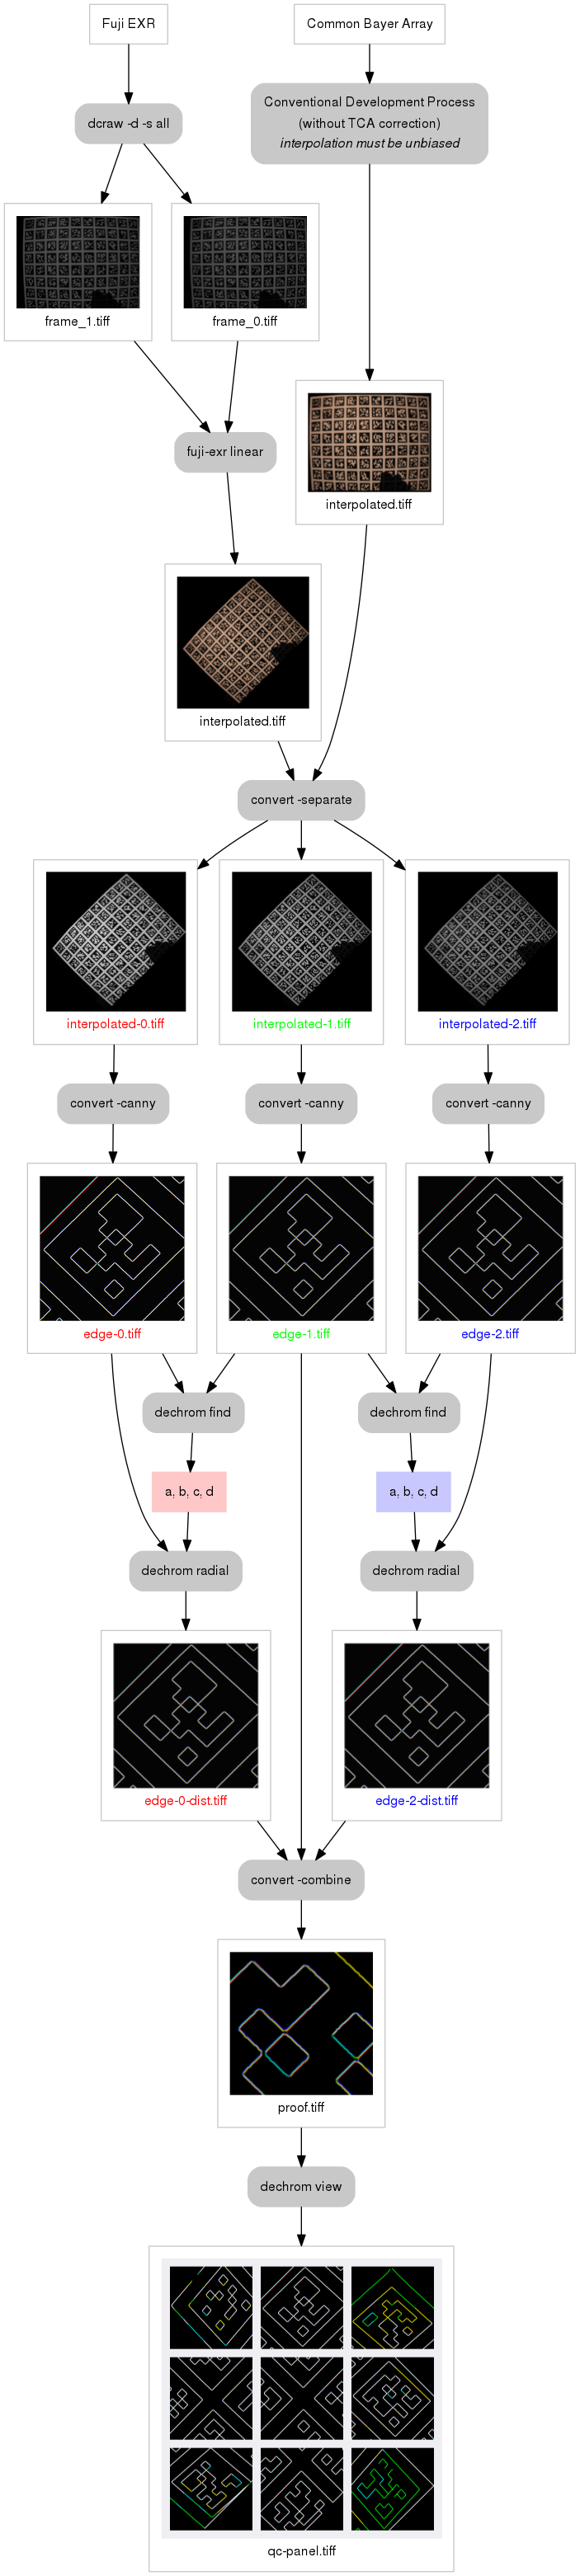 Fuji EXR
Common Bayer Array
dcraw -d -s all
Conventional Development Process
(without TCA correction)
interpolation must be unbiased
frame_1.tiff
frame_0.tiff
fuji-exr linear
interpolated.tiff
interpolated.tiff
convert -separate
interpolated-0.tiff
interpolated-1.tiff
interpolated-2.tiff
convert -canny
convert -canny
convert -canny
edge-0.tiff
edge-1.tiff
edge-2.tiff
dechrom find
dechrom find
a, b, c, d
a, b, c, d
dechrom radial
dechrom radial
edge-0-dist.tiff
edge-2-dist.tiff
convert -combine
proof.tiff
dechrom view
qc-panel.tiff